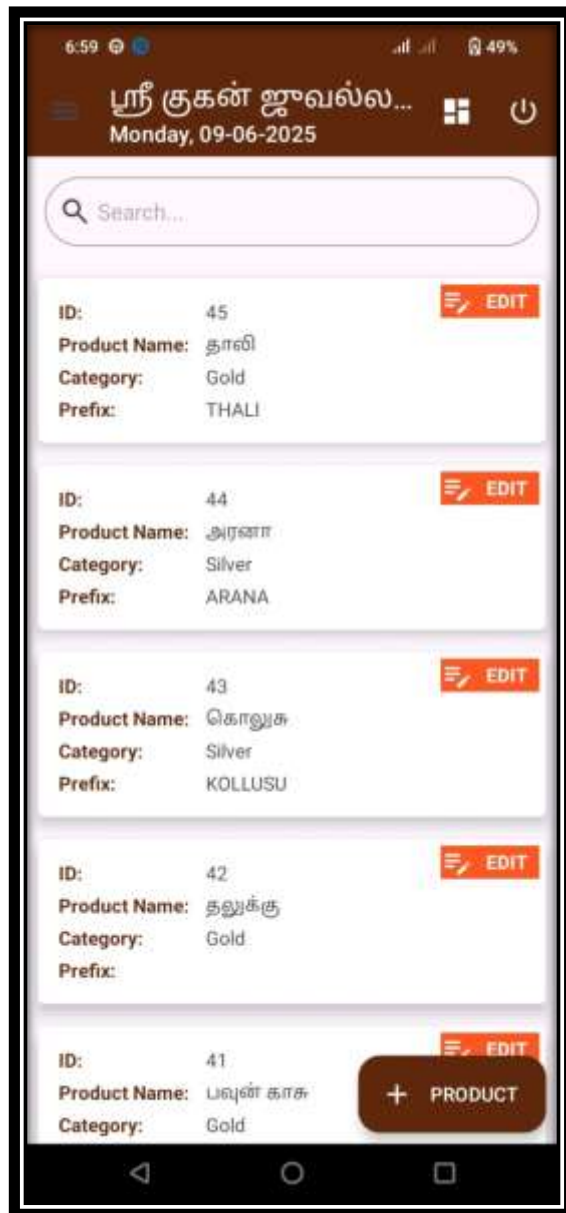 6:59 49%
ஸ்ரீ குகன் ஜுவல்ல...
Monday, 09-06-2025
Search...
EDIT
ID: 45
Product Name: தாலி
Category: Gold
Prefix: THALI
EDIT
ID: 44
Product Name: அரனா
Category: Silver
Prefix: ARANA
EDIT
ID: 43
Product Name: கொலுசு
Category: Silver
Prefix: KOLLUSU
EDIT
ID: 42
Product Name: தலுக்கு
Category: Gold
Prefix:
EDIT
ID: 41
Product Name: பவுன் காசு
Category: Gold
+ PRODUCT